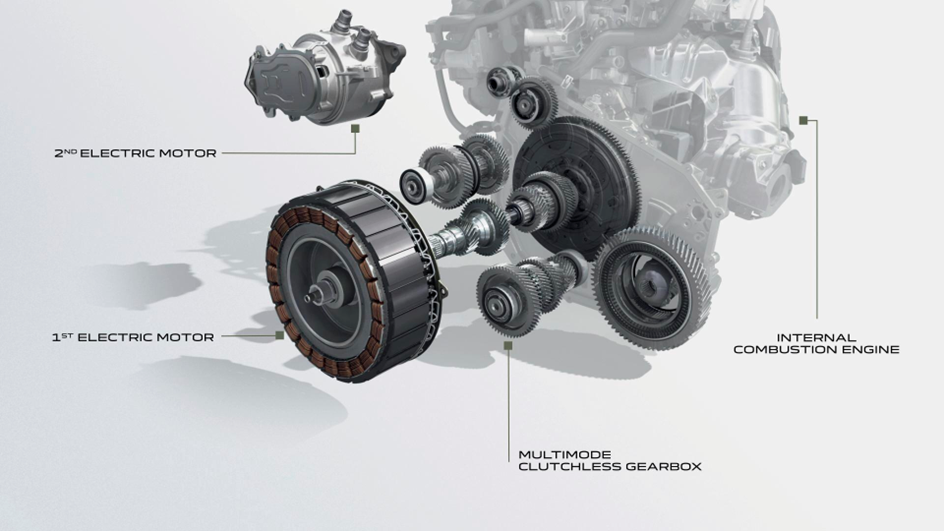 2ND ELECTRIC MOTOR
1ST ELECTRIC MOTOR
INTERNAL
COMBUSTION ENGINE
MULTIMODE
CLUTCHLESS GEARBOX